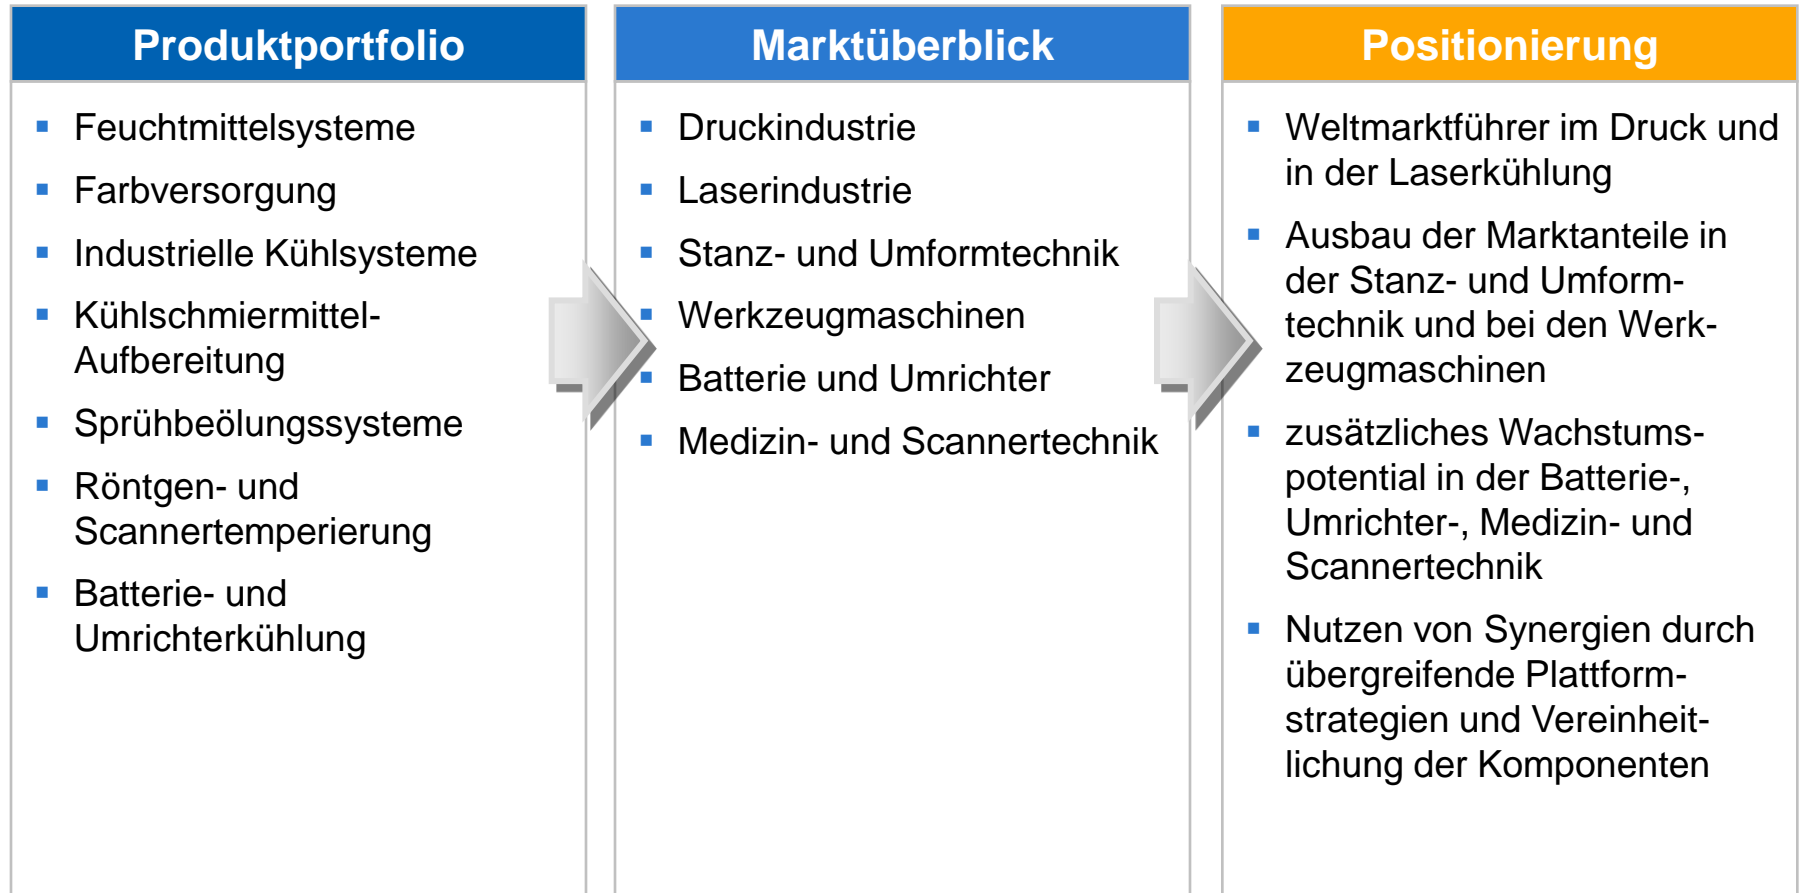 Produktportfolio
Feuchtmittelsysteme
Farbversorgung
Industrielle Kühlsysteme
Kühlschmiermittel-
Aufbereitung
Sprühbeölungssysteme
Röntgen- und
Scannertemperierung
Batterie- und
Umrichterkühlung
Marktüberblick
Druckindustrie
Laserindustrie
Stanz- und Umformtechnik
Werkzeugmaschinen
Batterie und Umrichter
Medizin- und Scannertechnik
Positionierung
Weltmarktführer im Druck und
in der Laserkühlung
Ausbau der Marktanteile in
der Stanz- und Umform-
technik und bei den Werk-
zeugmaschinen
zusätzliches Wachstums-
potential in der Batterie-,
Umrichter-, Medizin- und
Scannertechnik
Nutzen von Synergien durch
übergreifende Plattform-
strategien und Vereinheit-
lichung der Komponenten